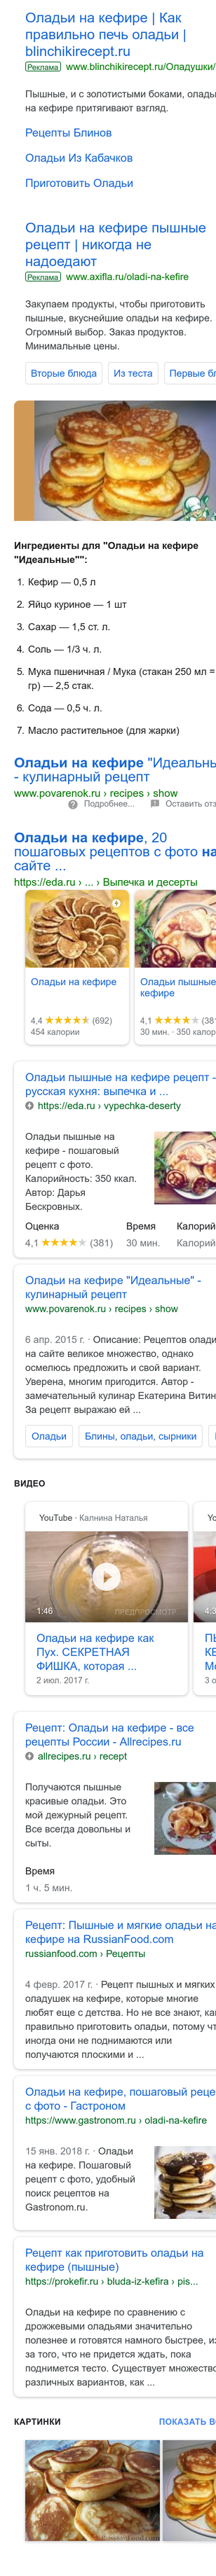 Оладьи на кефире | Как
правильно печь оладьи |
blinchikirecept.ru
Реклама www.blinchikirecept.ru/Оладушки/
Пышные, и с золотистыми боками, оладьи
на кефире притягивают взгляд.
Рецепты Блинов
Оладьи Из Кабачков
Приготовить Оладьи
Оладьи на кефире пышные
рецепт | никогда не
надоедают
Реклама www.axifla.ru/oladi-na-kefire
Закупаем продукты, чтобы приготовить
пышные, вкуснейшие оладьи на кефире.
Огромный выбор. Заказ продуктов.
Минимальные цены.
Вторые блюда Из теста Первые бл
Ингредиенты для "Оладьи на кефире
"Идеальные"":
1. Кефир — 0,5 л
2. Яйцо куриное — 1 шт
3. Сахар — 1,5 ст. л.
4. Соль — 1/3 ч. л.
5. Мука пшеничная / Мука (стакан 250 мл =
гр) — 2,5 стак.
6. Сода — 0,5 ч. л.
7. Масло растительное (для жарки)
Оладьи на кефире "Идеальны
- кулинарный рецепт
www.povarenok.ru › recipes › show
Подробнее... Оставить отз
Оладьи на кефире, 20
пошаговых рецептов с фото на
сайте ...
https://eda.ru › ... › Выпечка и десерты
Оладьи на кефире
4,4 (692)
454 калории
Оладьи пышные
кефире
4,1 (381
30 мин. · 350 калор
Оладьи пышные на кефире рецепт -
русская кухня: выпечка и ...
https://eda.ru › vypechka-deserty
Оладьи пышные на
кефире - пошаговый
рецепт с фото.
Калорийность: 350 ккал.
Автор: Дарья
Бескровных.
Оценка Время Калорий
4,1 (381) 30 мин. Калорий
Оладьи на кефире "Идеальные" -
кулинарный рецепт
www.povarenok.ru › recipes › show
6 апр. 2015 г. · Описание: Рецептов олади
на сайте великое множество, однако
осмелюсь предложить и свой вариант.
Уверена, многим пригодится. Автор -
замечательный кулинар Екатерина Витин
За рецепт выражаю ей ...
Оладьи Блины, оладьи, сырники
ВИДЕО
YouTube · Калнина Наталья
1:46 ПРЕДПРОСМОТР
Оладьи на кефире как
Пух. СЕКРЕТНАЯ
ФИШКА, которая ...
2 июл. 2017 г.
Рецепт: Оладьи на кефире - все
рецепты России - Allrecipes.ru
allrecipes.ru › recept
Получаются пышные
красивые оладьи. Это
мой дежурный рецепт.
Все всегда довольны и
сыты.
Время
1 ч. 5 мин.
Рецепт: Пышные и мягкие оладьи на
кефире на RussianFood.com
russianfood.com › Рецепты
4 февр. 2017 г. · Рецепт пышных и мягких
оладушек на кефире, которые многие
любят еще с детства. Но не все знают, как
правильно приготовить оладьи, потому чт
иногда они не поднимаются или
получаются плоскими и ...
Оладьи на кефире, пошаговый реце
с фото - Гастроном
https://www.gastronom.ru › oladi-na-kefire
15 янв. 2018 г. · Оладьи
на кефире. Пошаговый
рецепт с фото, удобный
поиск рецептов на
Gastronom.ru.
Рецепт как приготовить оладьи на
кефире (пышные)
https://prokefir.ru › bluda-iz-kefira › pis...
Оладьи на кефире по сравнению с
дрожжевыми оладьями значительно
полезнее и готовятся намного быстрее, из
за того, что не придется ждать, пока
поднимется тесто. Существует множество
различных вариантов, как ...
КАРТИНКИ ПОКАЗАТЬ В